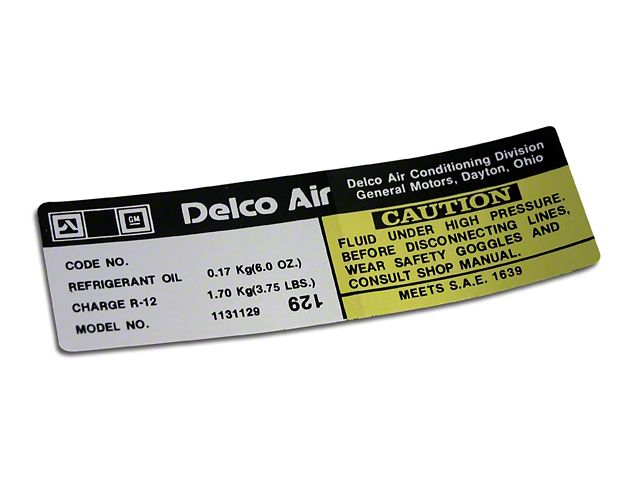 GM
Delco Air
Delco Air Conditioning Division
General Motors, Dayton, Ohio
CODE NO.
REFRIGERANT OIL 0.17 Kg(6.0 OZ.)
CHARGE R-12 1.70 Kg(3.75 LBS.)
MODEL NO. 1131129
129
CAUTION
FLUID UNDER HIGH PRESSURE.
BEFORE DISCONNECTING LINES,
WEAR SAFETY GOGGLES AND
CONSULT SHOP MANUAL.
MEETS S.A.E. 1639